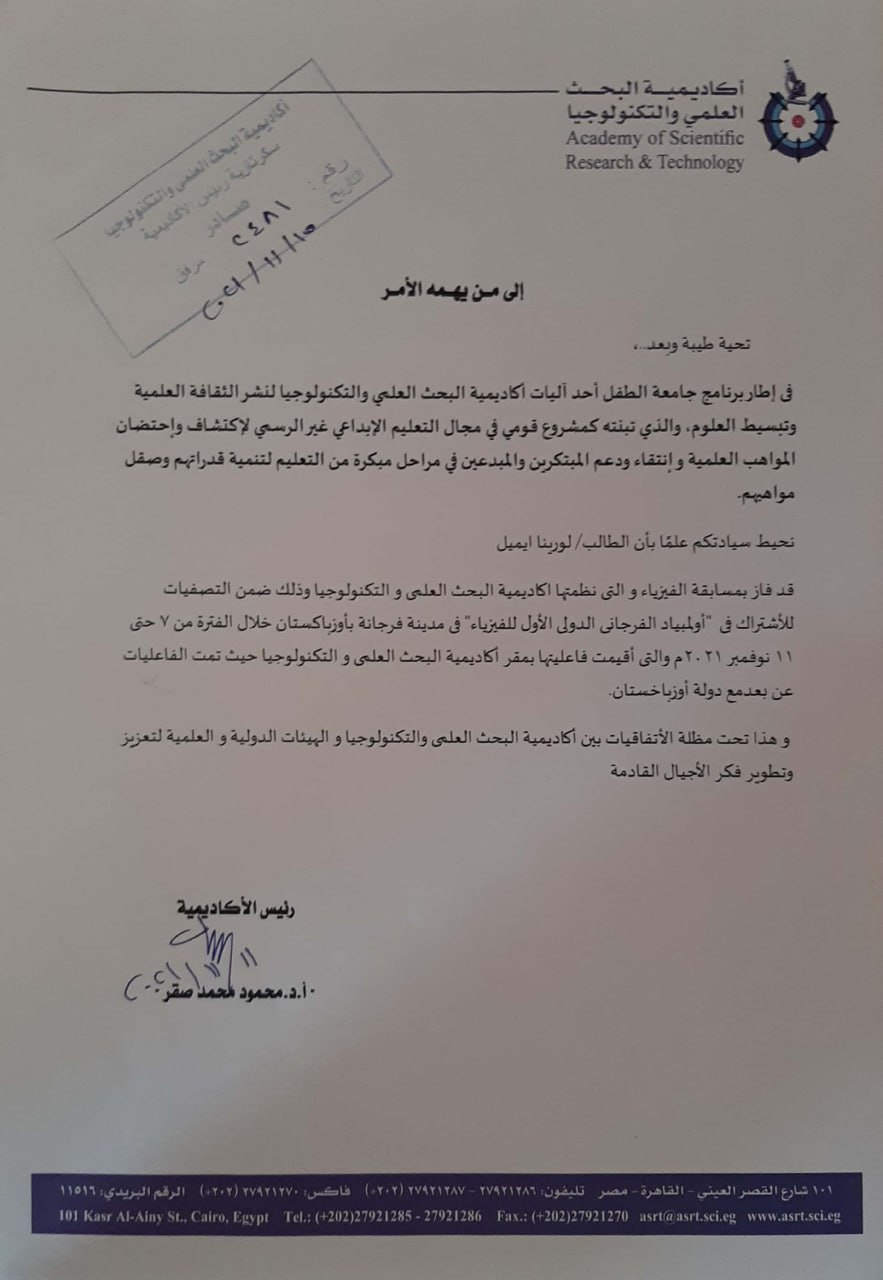 أكاديمية البحث
العلمي والتكنولوجيا
Academy of Scientific
Research & Technology
أكاديمية البحث العلمي والتكنولوجيا
سكرتارية رئيس الأكاديمية
صادر
رقم: ٢٤٨١ مرفق
التاريخ: ٢٠٢١/١١/١٥
إلى من يهمه الأمر
تحية طيبة وبعد..،
فى إطار برنامج جامعة الطفل أحد آليات أكاديمية البحث العلمي والتكنولوجيا لنشر الثقافة العلمية
وتبسيط العلوم، والذي تبنته كمشروع قومي في مجال التعليم الإبداعي غير الرسمي لإكتشاف وإحتضان
المواهب العلمية وإنتقاء ودعم المبتكرين والمبدعين في مراحل مبكرة من التعليم لتنمية قدراتهم وصقل
مواهبهم.
نحيط سيادتكم علمًا بأن الطالب/ لورينا ايميل
قد فاز بمسابقة الفيزياء و التى نظمتها اكاديمية البحث العلمى و التكنولوجيا وذلك ضمن التصفيات
للأشتراك فى "أولمبياد الفرجانى الدولى الأول للفيزياء" فى مدينة فرجانة بأوزباكستان خلال الفترة من ٧ حتى
١١ نوفمبر ٢٠٢١م والتى أقيمت فاعليتها بمقر أكاديمية البحث العلمى و التكنولوجيا حيث تمت الفاعليات
عن بعدمع دولة أوزباخستان.
و هذا تحت مظلة الأتفاقيات بين أكاديمية البحث العلمى والتكنولوجيا و الهيئات الدولية و العلمية لتعزيز
وتطوير فكر الأجيال القادمة
رئيس الأكاديمية
أ.د.محمود محمد صقر
١٠١ شارع القصر العيني - القاهرة - مصر تليفون: ٢٧٩٢١٢٨٦ - ٢٧٩٢١٢٨٧ (٢٠٢+) فاكس: ٢٧٩٢١٢٧٠ (٢٠٢+) الرقم البريدي: ١١٥١٦
101 Kasr Al-Ainy St., Cairo, Egypt Tel.: (+202)27921285 - 27921286 Fax.: (+202)27921270 asrt@asrt.sci.eg www.asrt.sci.eg